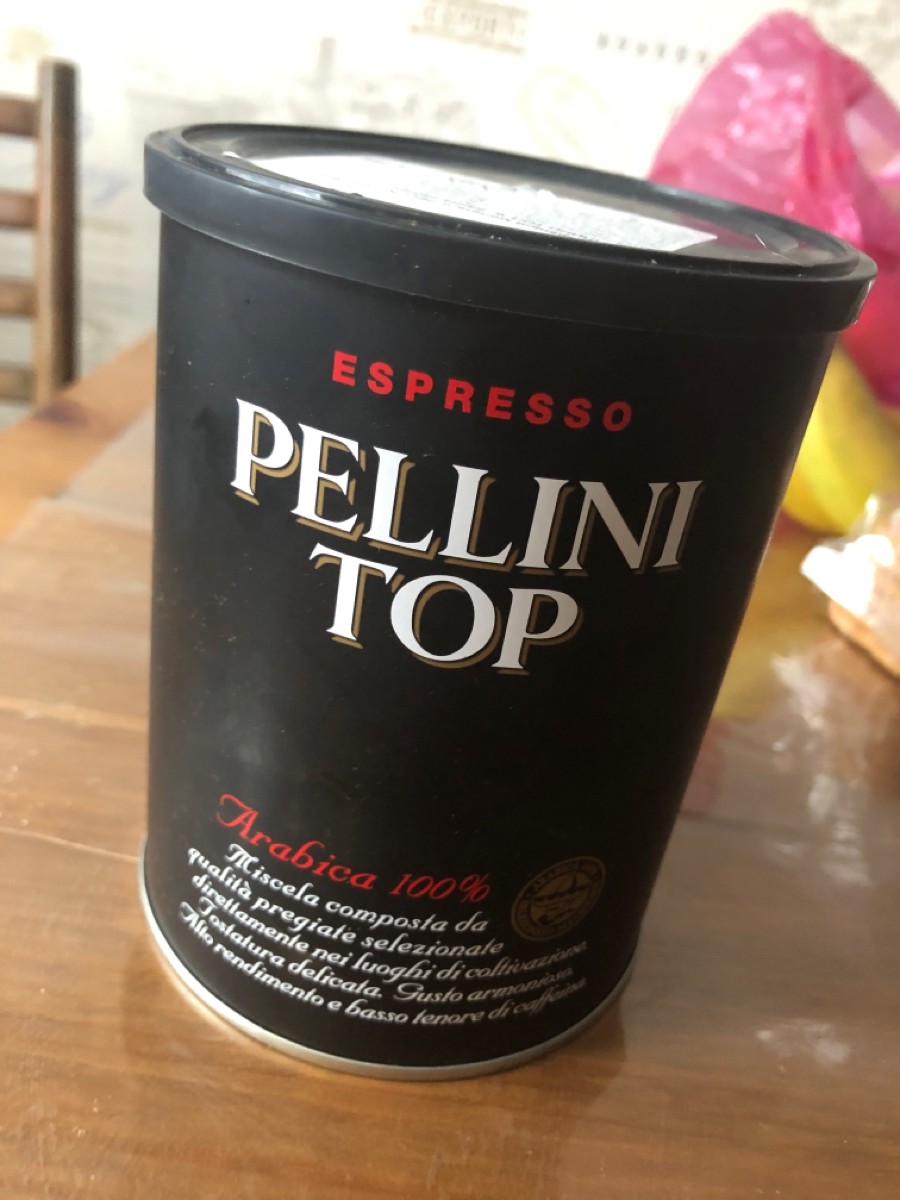 ESPRESSO
PELLINI
TOP
Arabica 100%
Miscela composta da
qualità pregiate selezionate
direttamente nei luoghi di coltivazione.
Tostatura delicata. Gusto armonioso.
Alto rendimento e basso tenore di caffeina.